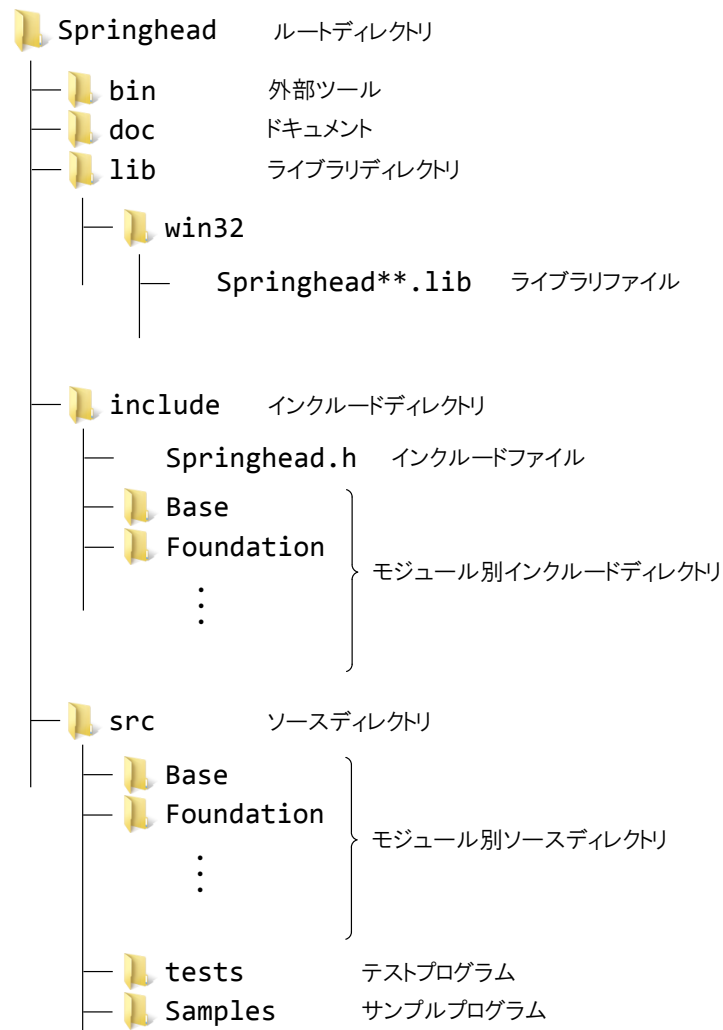 Springhead ルートディレクトリ
bin 外部ツール
doc ドキュメント
lib ライブラリディレクトリ
win32
Springhead**.lib ライブラリファイル
include インクルードディレクトリ
Springhead.h インクルードファイル
Base
Foundation
モジュール別インクルードディレクトリ
src ソースディレクトリ
Base
Foundation
モジュール別ソースディレクトリ
tests テストプログラム
Samples サンプルプログラム